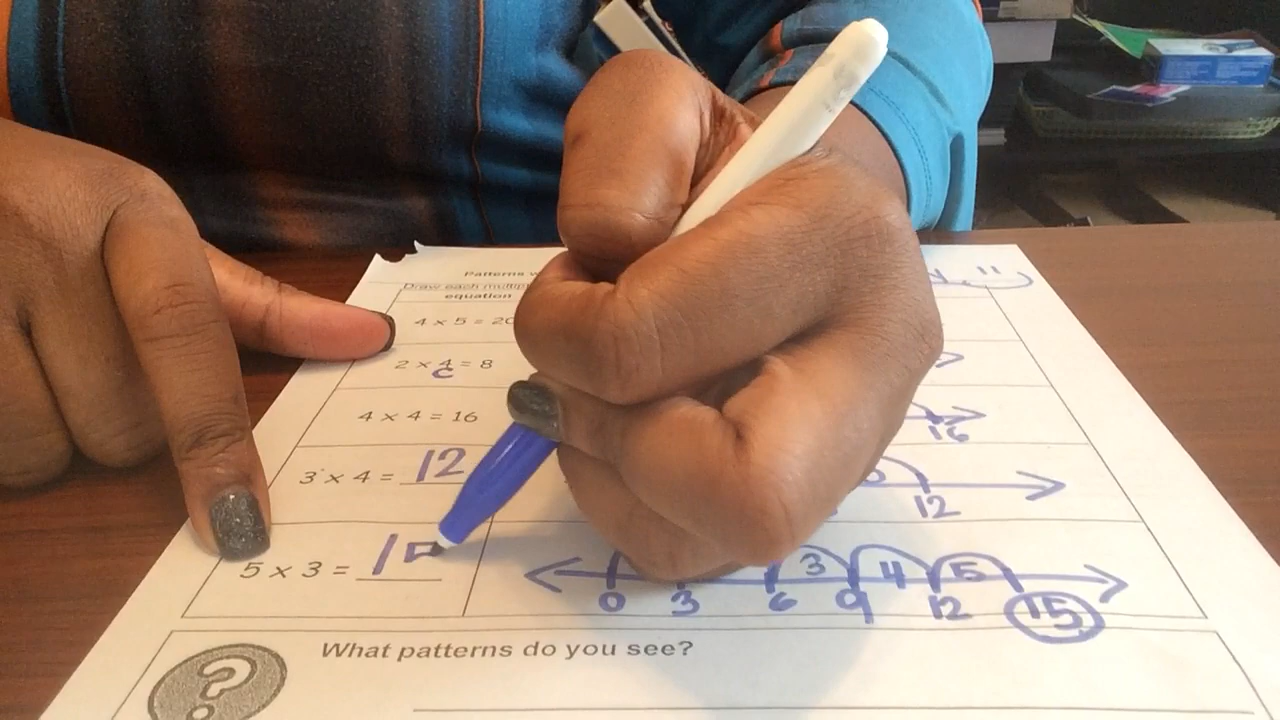 Patterns
Draw each
equation
4 x 5 = 20
2 x 4 = 8
c
4 x 4 = 16
16
3 x 4 = 12
12
5 x 3 = 1
3 4 5
0 3 6 9 12 15
What patterns do you see?
?